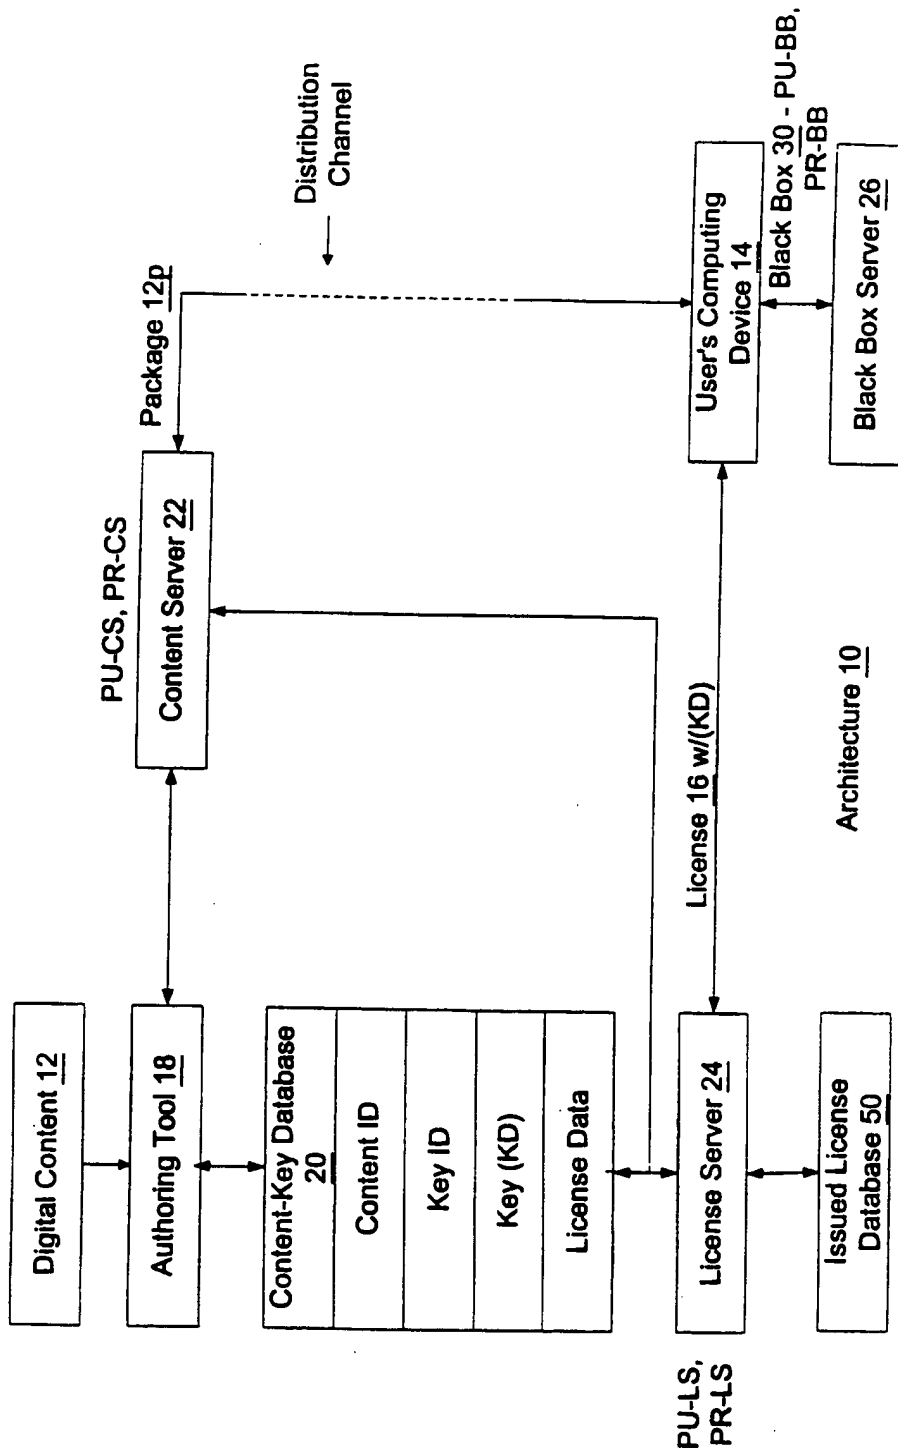 Digital Content 12
Authoring Tool 18
Content-Key Database
20
Content ID
Key ID
Key (KD)
License Data
PU-LS,
PR-LS
License Server 24
Issued License
Database 50
PU-CS, PR-CS
Content Server 22
Package 12p
Distribution
Channel
License 16 w/(KD)
User's Computing
Device 14
Black Box 30 - PU-BB,
PR-BB
Black Box Server 26
Architecture 10